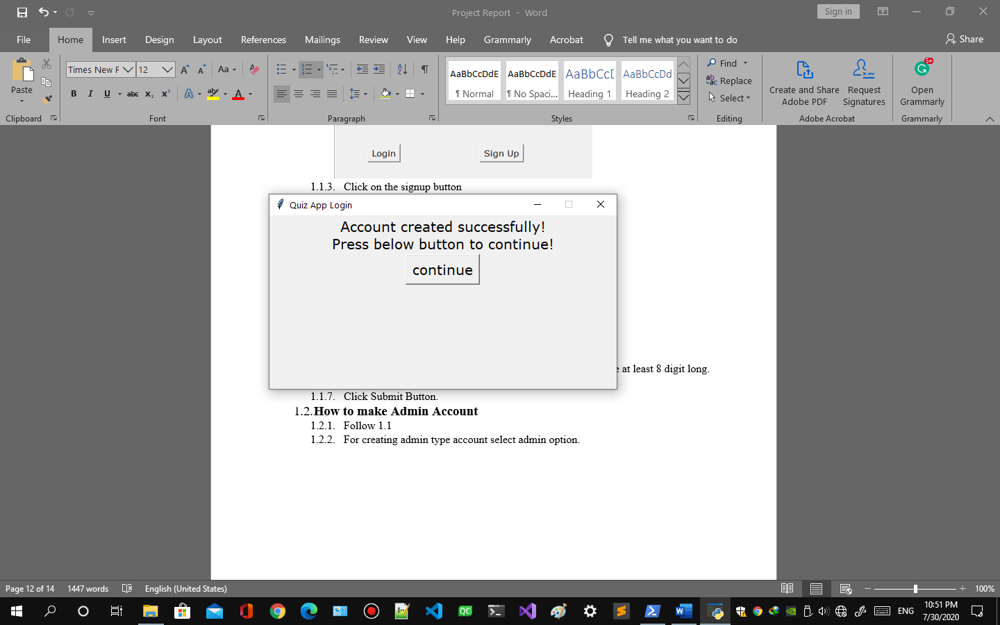 Project Report - Word
Sign in
File Home Insert Design Layout References Mailings Review View Help Grammarly Acrobat Tell me what you want to do Share
Paste
Clipboard
Times New F 12
Aa
B I U abc x₂ x² A ab A
Font
Paragraph
AaBbCcDdE AaBbCcDdE AaBbCcD AaBbCcDd
¶ Normal ¶ No Spaci... Heading 1 Heading 2
Styles
Find
Replace
Select
Editing
Create and Share Adobe PDF
Request Signatures
Adobe Acrobat
5+
Open Grammarly
Grammarly
Login Sign Up
1.1.3. Click on the signup button
Quiz App Login
Account created successfully!
Press below button to continue!
continue
e at least 8 digit long.
1.1.7. Click Submit Button.
1.2. How to make Admin Account
1.2.1. Follow 1.1
1.2.2. For creating admin type account select admin option.
Page 12 of 14 1447 words English (United States) 100%
QC
ENG
10:51 PM
7/30/2020